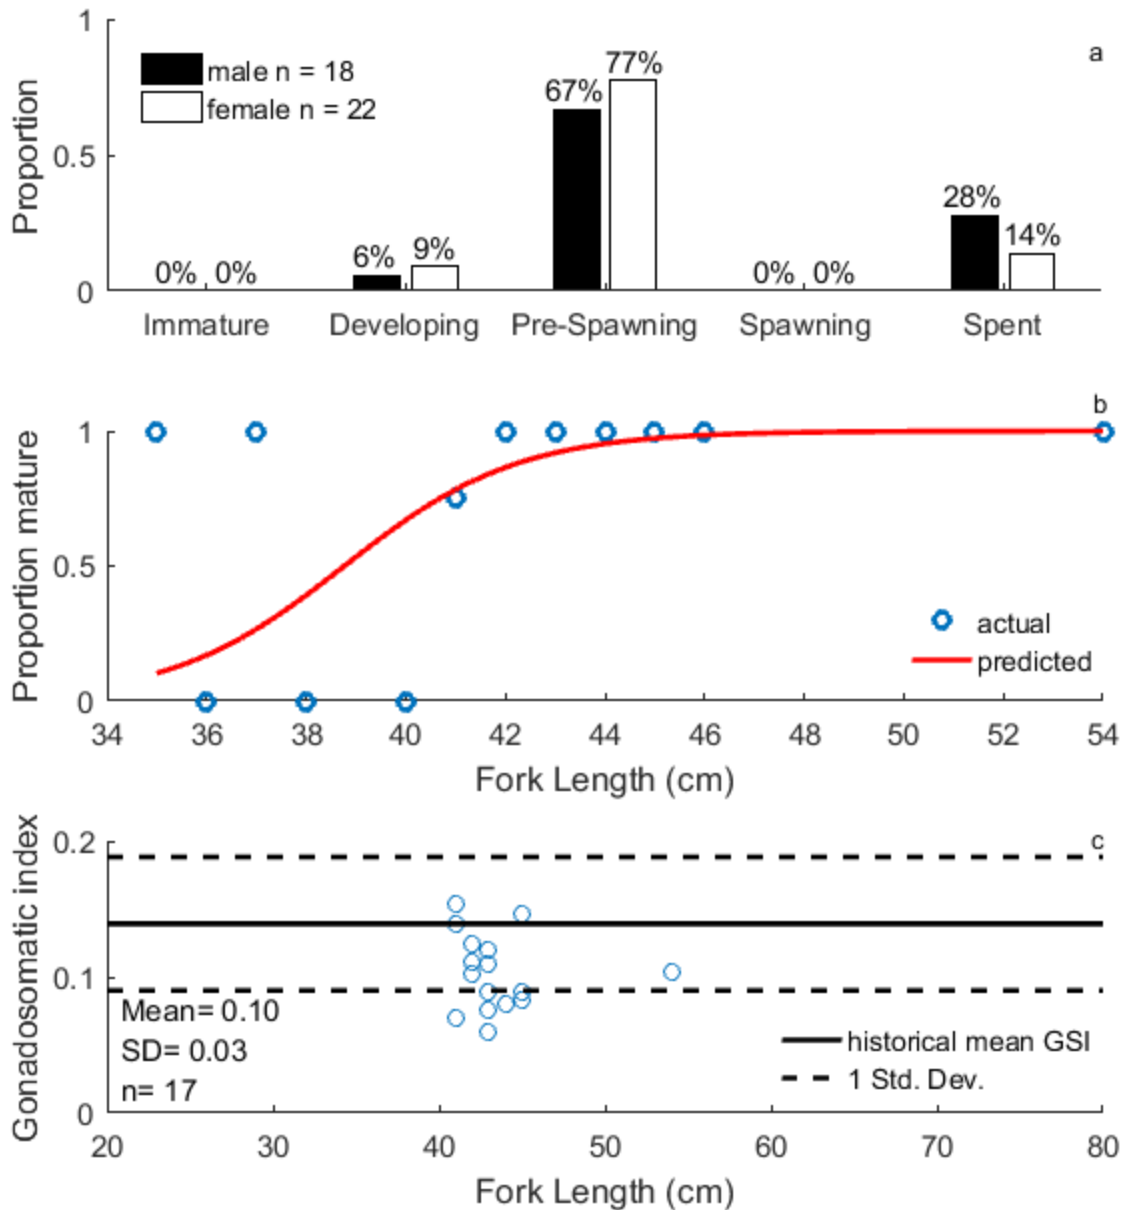 1
a
67%
77%
male n = 18
female n = 22
Proportion
0.5
28%
14%
6%
9%
0% 0%
0% 0%
0
Immature
Developing
Pre-Spawning
Spawning
Spent
b
1
Proportion mature
0.5
actual
predicted
0
34 36 38 40 42 44 46 48 50 52 54
Fork Length (cm)
0.2
c
Gonadosomatic index
0.1
Mean= 0.10
SD= 0.03
n= 17
historical mean GSI
1 Std. Dev.
0
20 30 40 50 60 70 80
Fork Length (cm)